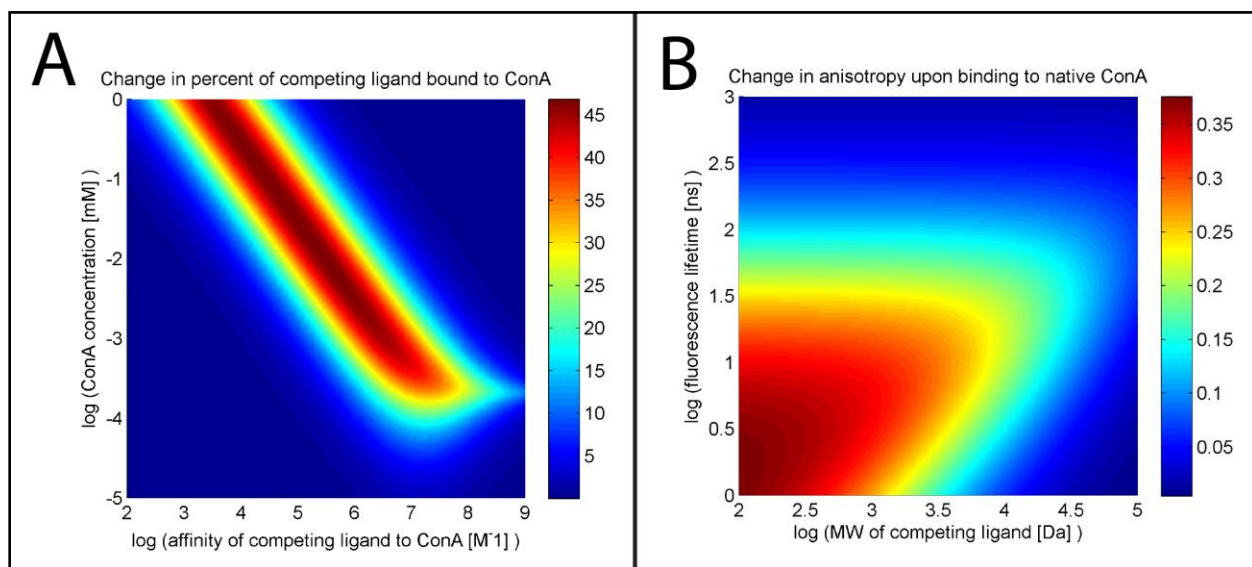 A
Change in percent of competing ligand bound to ConA
0
-1
-2
-3
-4
-5
log (ConA concentration [mM])
2 3 4 5 6 7 8 9
log (affinity of competing ligand to ConA [M⁻1] )
45
40
35
30
25
20
15
10
5
B
Change in anisotropy upon binding to native ConA
3
2.5
2
1.5
1
0.5
0
log (fluorescence lifetime [ns])
2 2.5 3 3.5 4 4.5 5
log (MW of competing ligand [Da] )
0.35
0.3
0.25
0.2
0.15
0.1
0.05